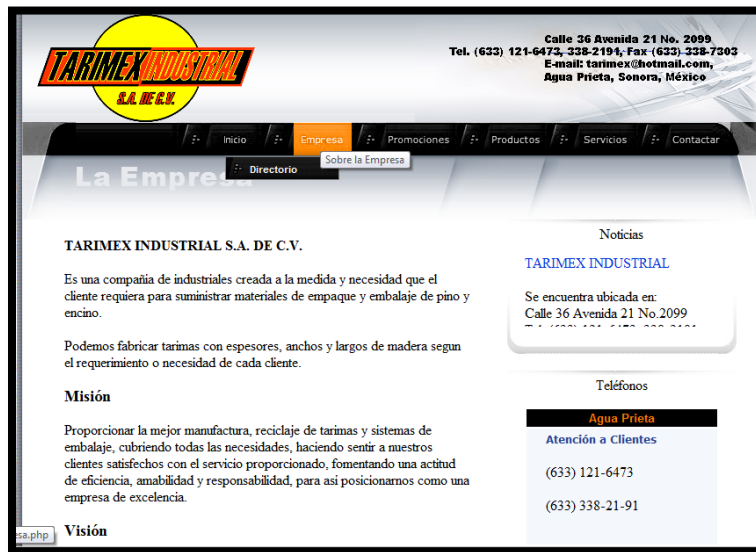 TARIMEX INDUSTRIAL
S.A. DE C.V.
Calle 36 Avenida 21 No. 2099
Tel. (633) 121-6473, 338-2191, Fax (633) 338-7303
E-mail: tarimex@hotmail.com,
Agua Prieta, Sonora, México
Inicio
Empresa
Promociones
Productos
Servicios
Contactar
Sobre la Empresa
Directorio
La Empresa
TARIMEX INDUSTRIAL S.A. DE C.V.
Es una compañia de industriales creada a la medida y necesidad que el
cliente requiera para suministrar materiales de empaque y embalaje de pino y
encino.
Podemos fabricar tarimas con espesores, anchos y largos de madera segun
el requerimiento o necesidad de cada cliente.
Misión
Proporcionar la mejor manufactura, reciclaje de tarimas y sistemas de
embalaje, cubriendo todas las necesidades, haciendo sentir a nuestros
clientes satisfechos con el servicio proporcionado, fomentando una actitud
de eficiencia, amabilidad y responsabilidad, para asi posicionarnos como una
empresa de excelencia.
Visión
Noticias
TARIMEX INDUSTRIAL
Se encuentra ubicada en:
Calle 36 Avenida 21 No.2099
Teléfonos
Agua Prieta
Atención a Clientes
(633) 121-6473
(633) 338-21-91
esa.php